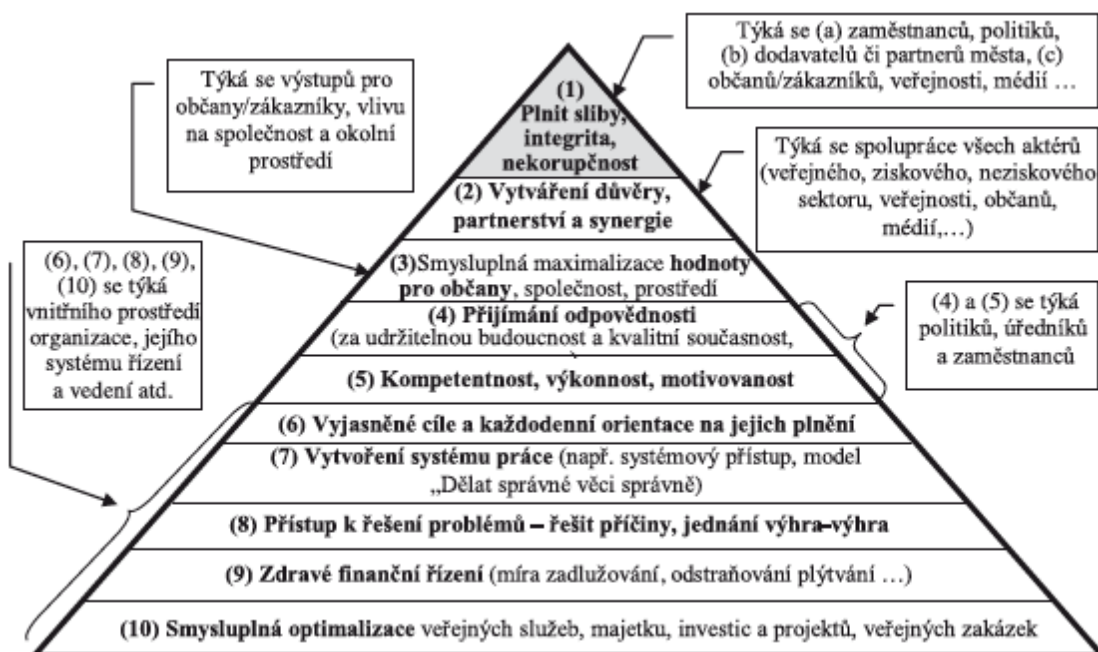 Týká se (a) zaměstnanců, politiků,
(b) dodavatelů či partnerů města, (c)
občanů/zákazníků, veřejnosti, médií …
Týká se výstupů pro
občany/zákazníky, vlivu
na společnost a okolní
prostředí
(1)
Plnit sliby,
integrita,
nekorupčnost
Týká se spolupráce všech aktérů
(veřejného, ziskového, neziskového
sektoru, veřejnosti, občanů,
médií,…)
(2) Vytváření důvěry,
partnerství a synergie
(6), (7), (8), (9),
(10) se týká
vnitřního prostředí
organizace, jejího
systému řízení
a vedení atd.
(3)Smysluplná maximalizace hodnoty
pro občany, společnost, prostředí
(4) Přijímání odpovědnosti
(za udržitelnou budoucnost a kvalitní současnost,
(4) a (5) se týká
politiků, úředníků
a zaměstnanců
(5) Kompetentnost, výkonnost, motivovanost
(6) Vyjasněné cíle a každodenní orientace na jejich plnění
(7) Vytvoření systému práce (např. systémový přístup, model
„Dělat správné věci správně)
(8) Přístup k řešení problémů – řešit příčiny, jednání výhra–výhra
(9) Zdravé finanční řízení (míra zadlužování, odstraňování plýtvání …)
(10) Smysluplná optimalizace veřejných služeb, majetku, investic a projektů, veřejných zakázek